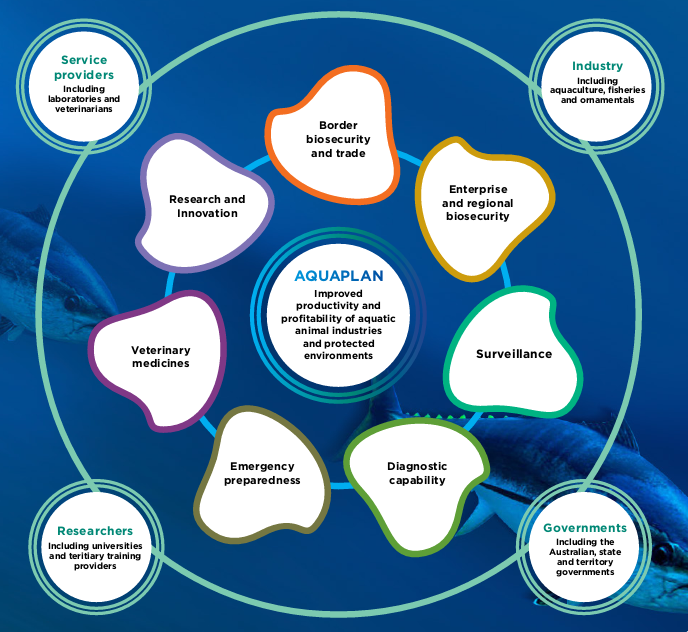 Service
providers
Including
laboratories and
veterinarians
Industry
Including
aquaculture, fisheries
and ornamentals
Border
biosecurity
and trade
Research and
Innovation
Enterprise
and regional
biosecurity
AQUAPLAN
Improved
productivity and
profitability of aquatic
animal industries
and protected
environments
Veterinary
medicines
Surveillance
Emergency
preparedness
Diagnostic
capability
Researchers
Including universities
and teritiary training
providers
Governments
Including the
Australian, state
and territory
governments